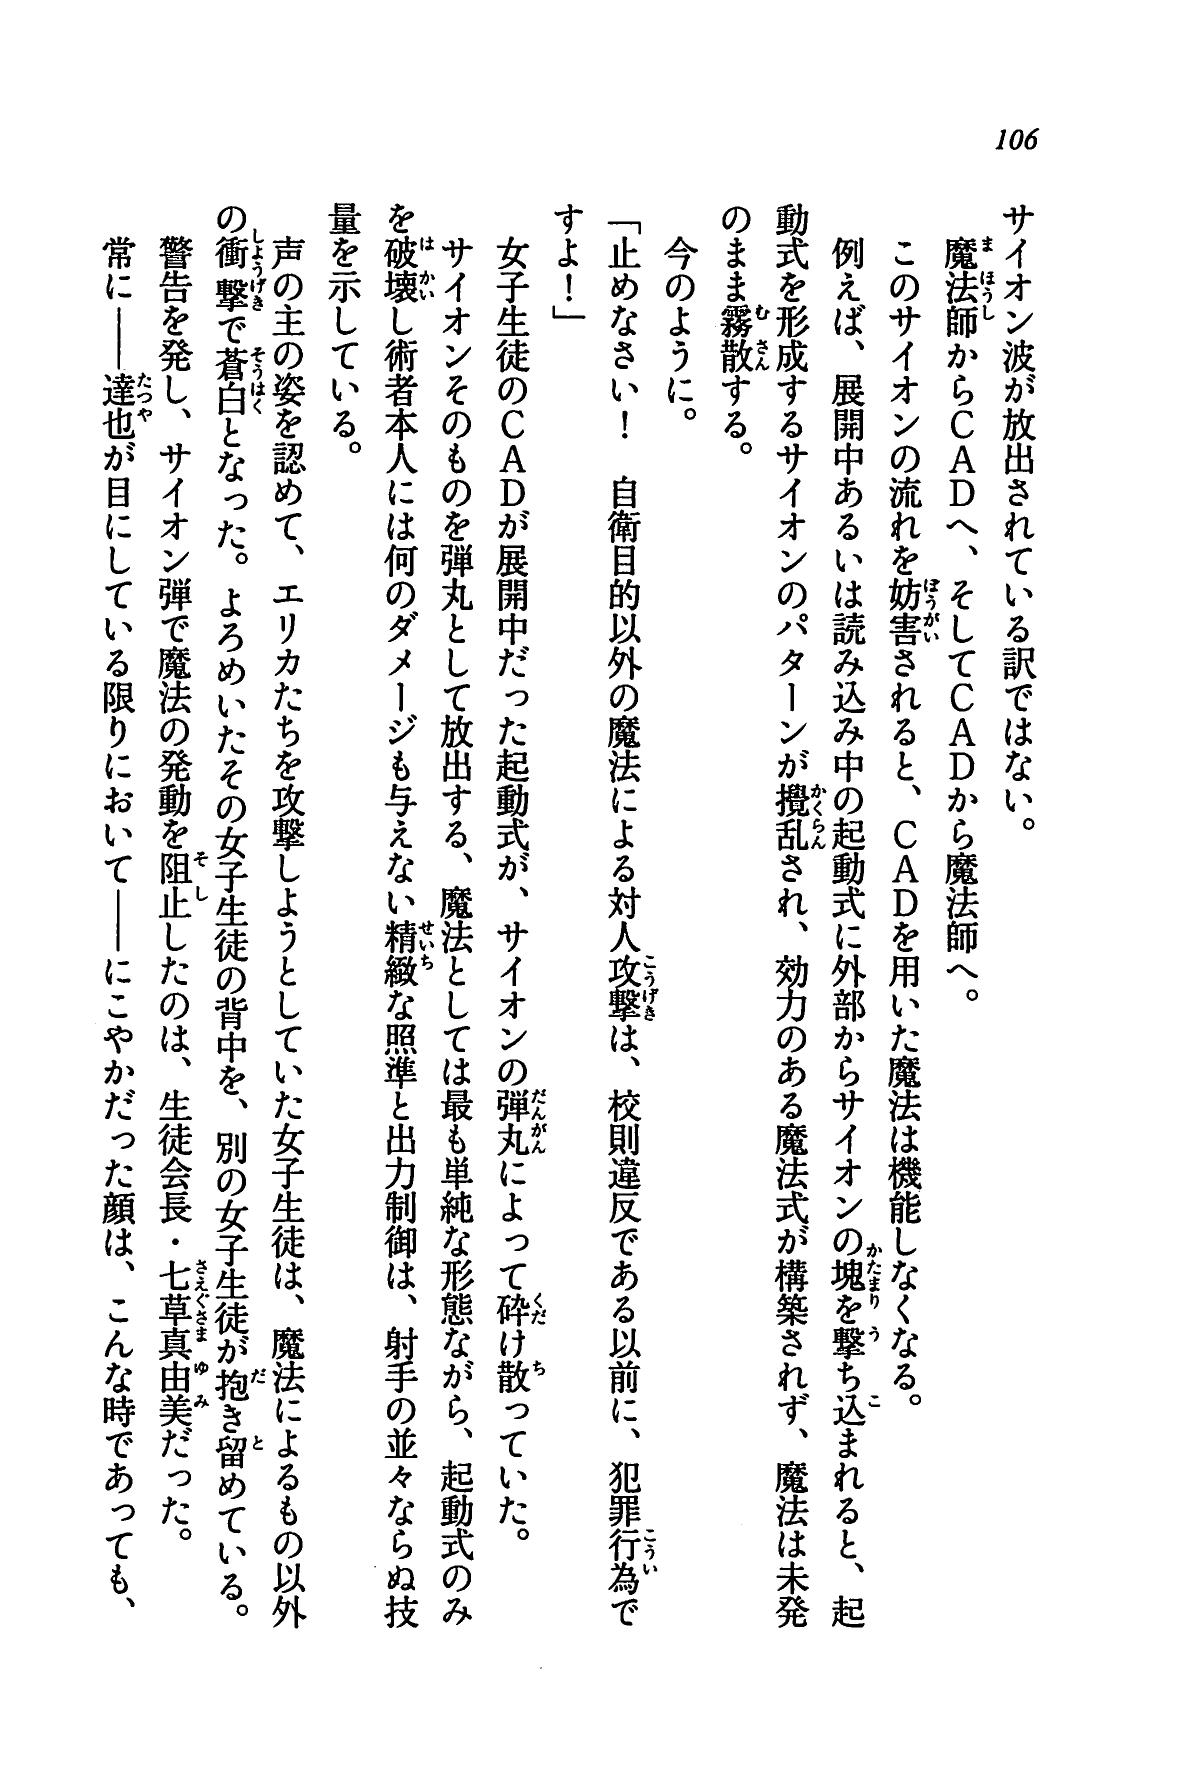 106
サイオン波が放出されている訳ではない。
魔法師からＣＡＤへ、そしてＣＡＤから魔法師へ。
このサイオンの流れを妨害されると、ＣＡＤを用いた魔法は機能しなくなる。
例えば、展開中あるいは読み込み中の起動式に外部からサイオンの塊を撃ち込まれると、起
動式を形成するサイオンのパターンが攪乱され、効力のある魔法式が構築されず、魔法は未発
のまま霧散する。
今のように。
「止めなさい！　自衛目的以外の魔法による対人攻撃は、校則違反である以前に、犯罪行為で
すよ！」
女子生徒のＣＡＤが展開中だった起動式が、サイオンの弾丸によって砕け散っていた。
サイオンそのものを弾丸として放出する、魔法としては最も単純な形態ながら、起動式のみ
を破壊し術者本人には何のダメージも与えない精緻な照準と出力制御は、射手の並々ならぬ技
量を示している。
声の主の姿を認めて、エリカたちを攻撃しようとしていた女子生徒は、魔法によるもの以外
の衝撃で蒼白となった。よろめいたその女子生徒の背中を、別の女子生徒が抱き留めている。
警告を発し、サイオン弾で魔法の発動を阻止したのは、生徒会長・七草真由美だった。
常に――達也が目にしている限りにおいて――にこやかだった顔は、こんな時であっても、